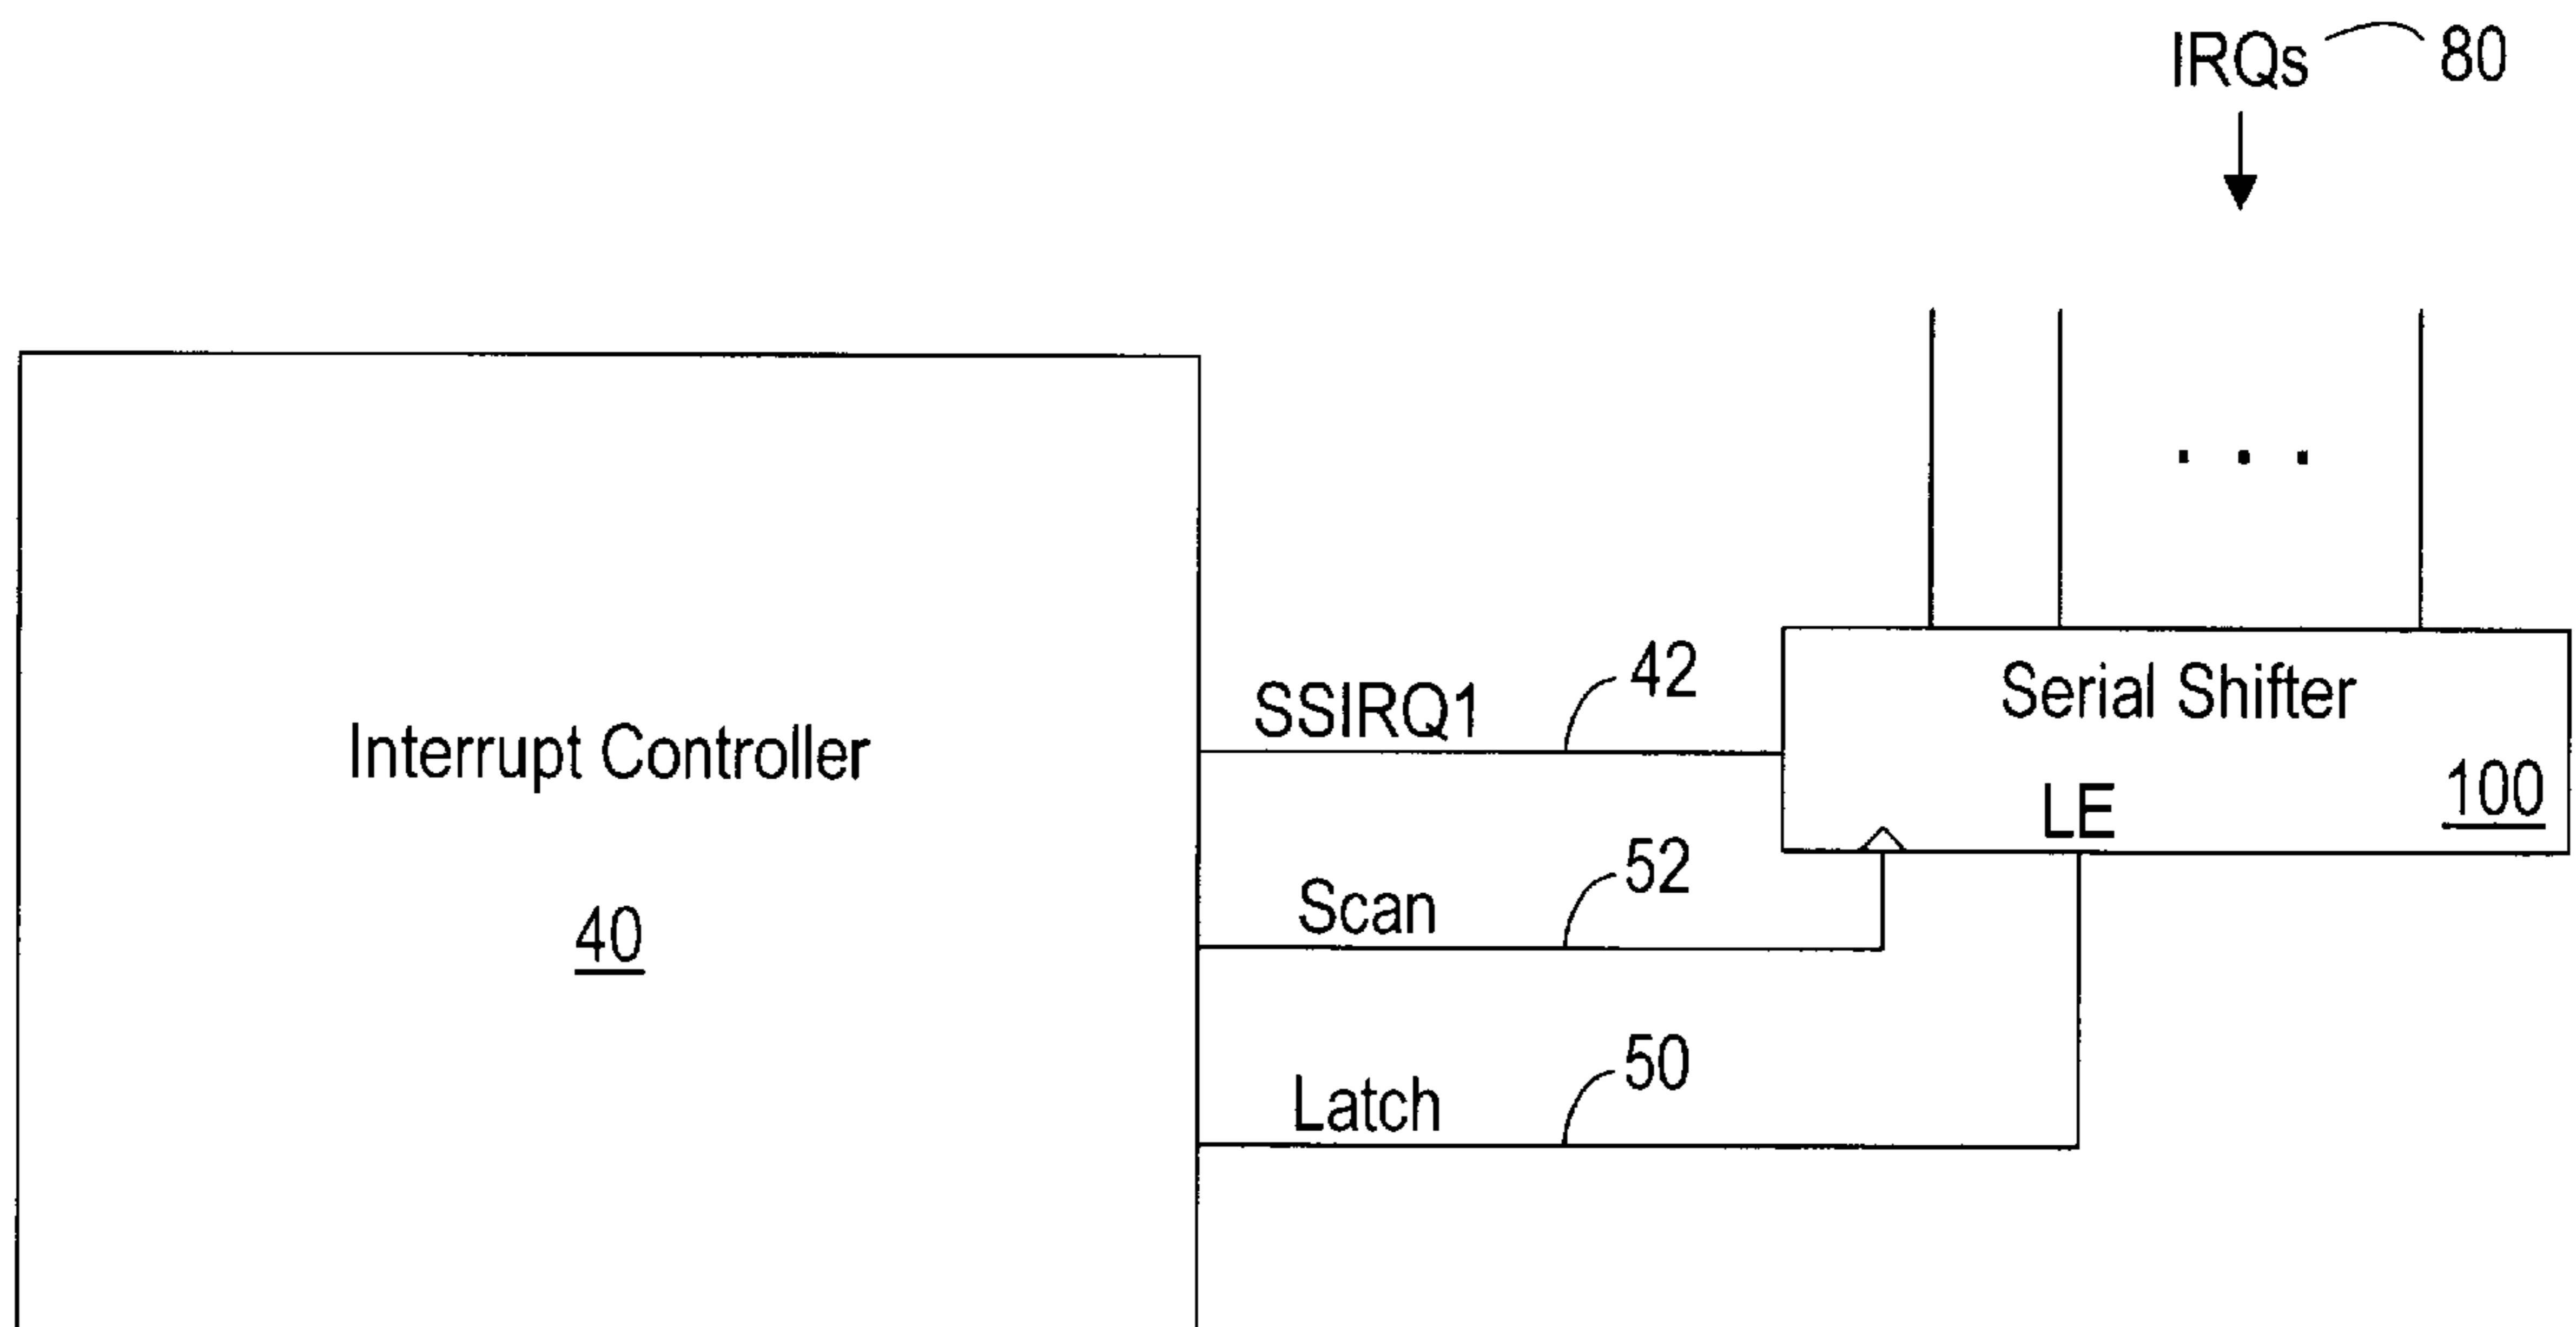 IRQs 80
SSIRQ1 42
Serial Shifter
Interrupt Controller
LE 100
Scan 52
40
Latch 50